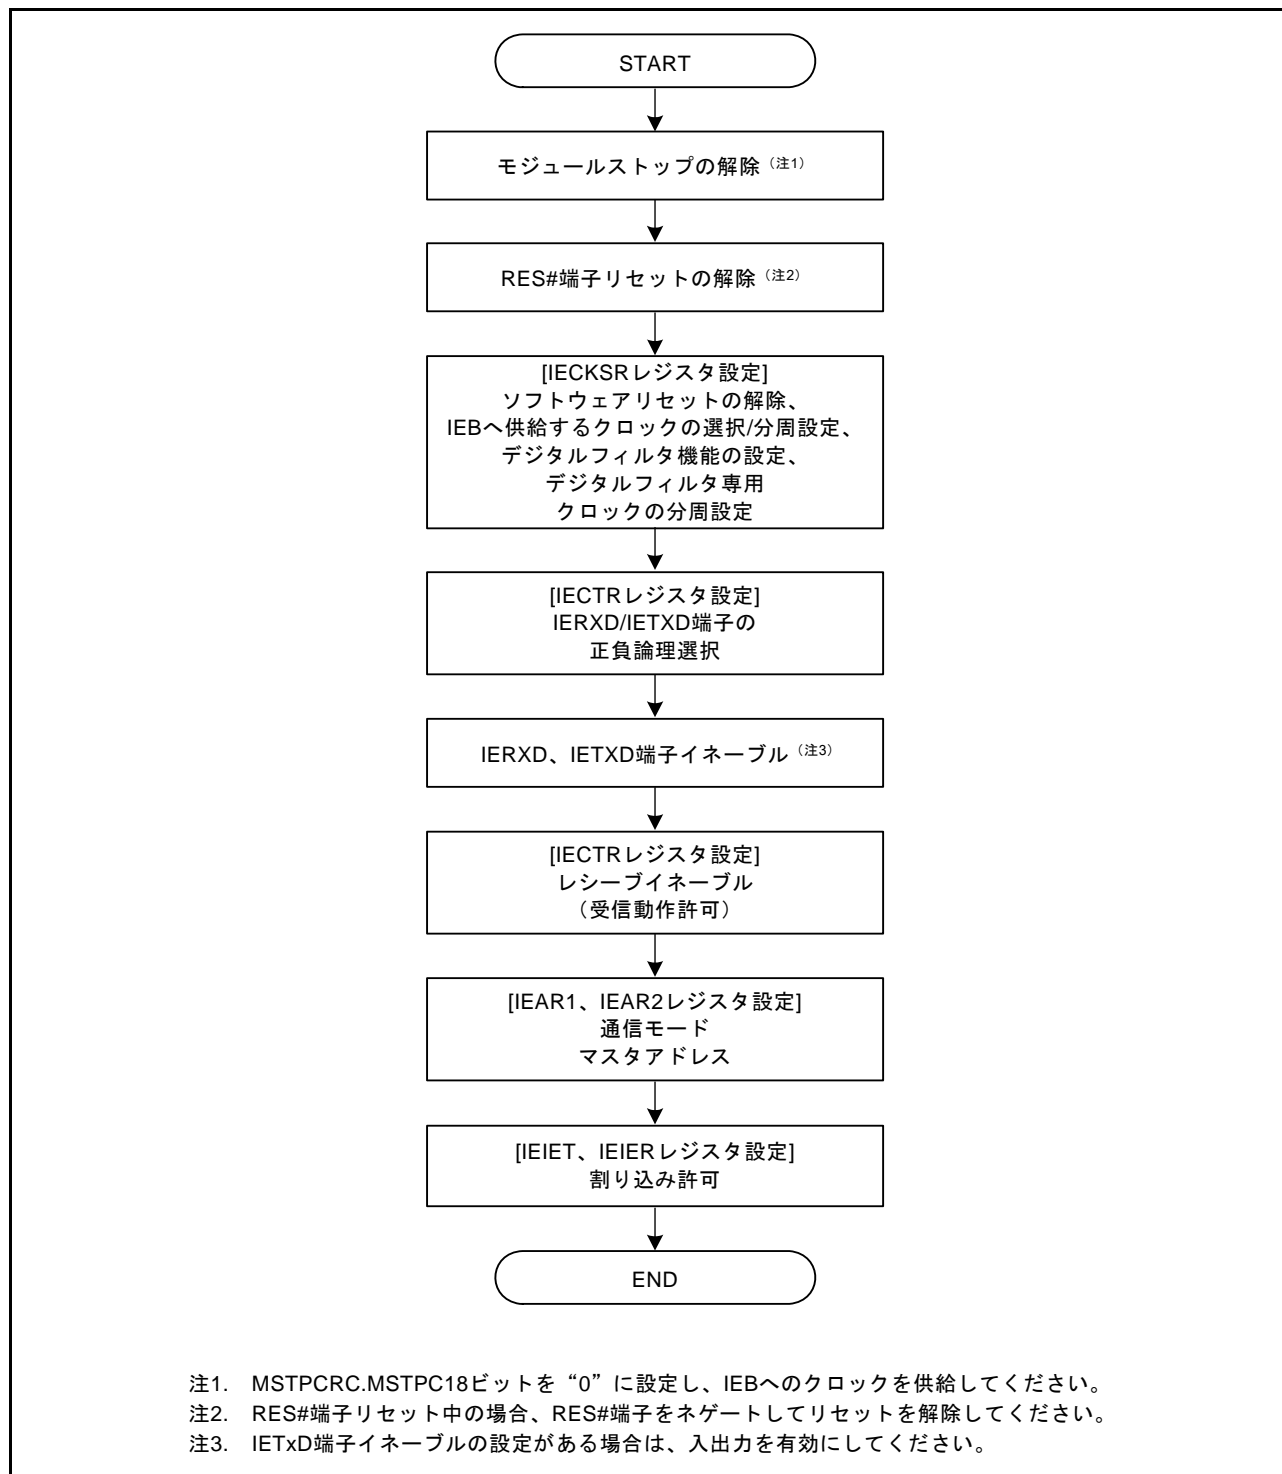 START
モジュールストップの解除（注1）
RES#端子リセットの解除（注2）
[IECKSRレジスタ設定]
ソフトウェアリセットの解除、
IEBへ供給するクロックの選択/分周設定、
デジタルフィルタ機能の設定、
デジタルフィルタ専用
クロックの分周設定
[IECTRレジスタ設定]
IERXD/IETXD端子の
正負論理選択
IERXD、IETXD端子イネーブル（注3）
[IECTRレジスタ設定]
レシーブイネーブル
（受信動作許可）
[IEAR1、IEAR2レジスタ設定]
通信モード
マスタアドレス
[IEIET、IEIERレジスタ設定]
割り込み許可
END
注1. MSTPCRC.MSTPC18ビットを“0”に設定し、IEBへのクロックを供給してください。
注2. RES#端子リセット中の場合、RES#端子をネゲートしてリセットを解除してください。
注3. IETxD端子イネーブルの設定がある場合は、入出力を有効にしてください。